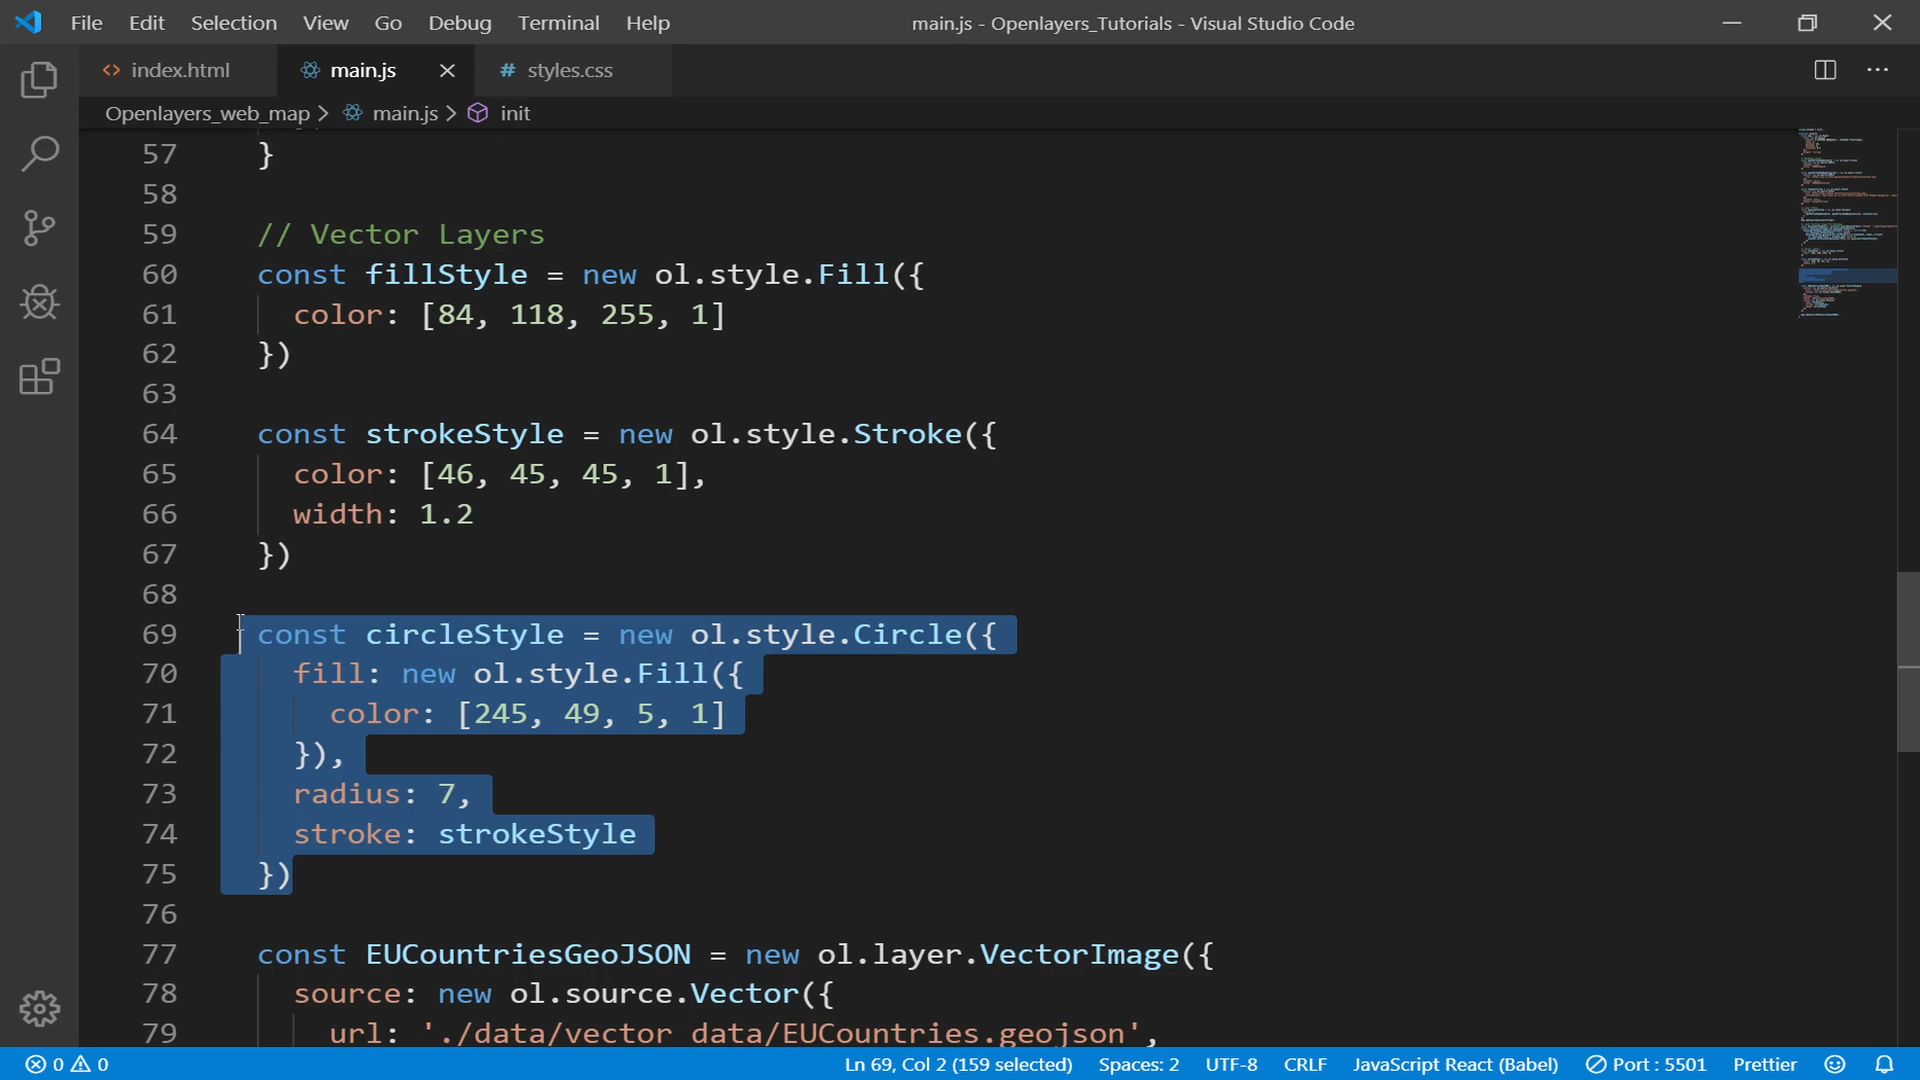 File Edit Selection View Go Debug Terminal Help main.js - Openlayers_Tutorials - Visual Studio Code
<> index.html main.js # styles.css
Openlayers_web_map > main.js > init
57 }
58
59 // Vector Layers
60 const fillStyle = new ol.style.Fill({
61 color: [84, 118, 255, 1]
62 })
63
64 const strokeStyle = new ol.style.Stroke({
65 color: [46, 45, 45, 1],
66 width: 1.2
67 })
68
69 const circleStyle = new ol.style.Circle({
70 fill: new ol.style.Fill({
71 color: [245, 49, 5, 1]
72 }),
73 radius: 7,
74 stroke: strokeStyle
75 })
76
77 const EUCountriesGeoJSON = new ol.layer.VectorImage({
78 source: new ol.source.Vector({
79 url: './data/vector_data/EUCountries.geojson',
0 0 Ln 69, Col 2 (159 selected) Spaces: 2 UTF-8 CRLF JavaScript React (Babel) Port : 5501 Prettier